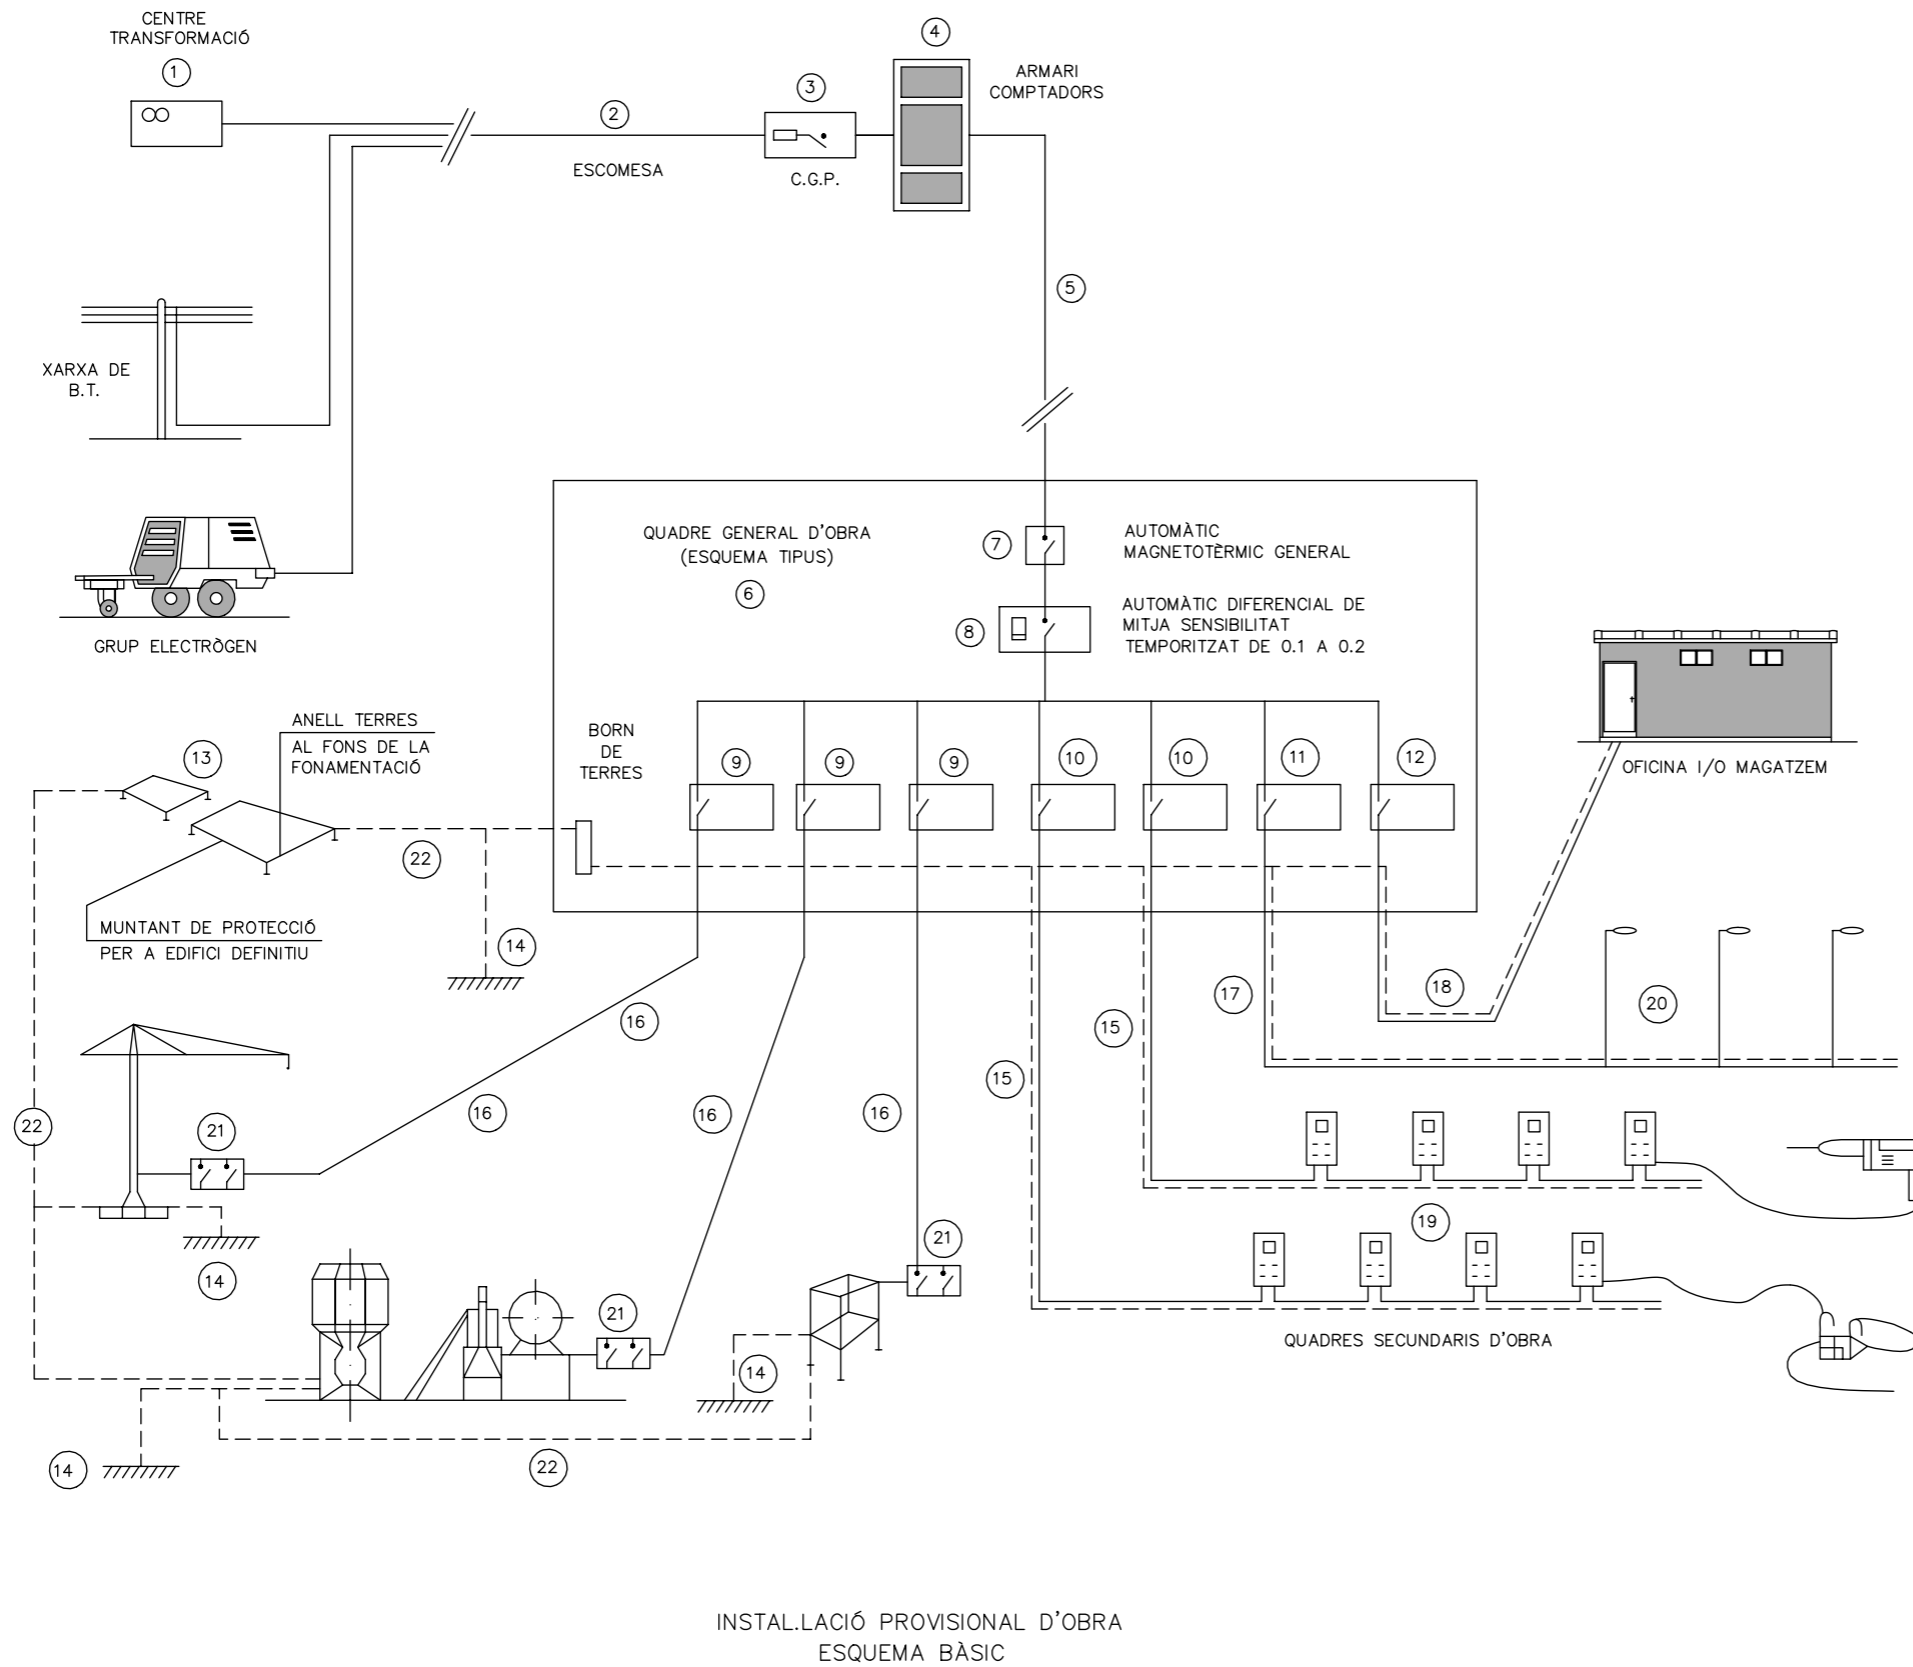 CENTRE
TRANSFORMACIÓ
1
2
ESCOMESA
3
C.G.P.
4
ARMARI
COMPTADORS
5
XARXA DE
B.T.
GRUP ELECTRÒGEN
QUADRE GENERAL D'OBRA
(ESQUEMA TIPUS)
6
7
AUTOMÀTIC
MAGNETOTÈRMIC GENERAL
8
AUTOMÀTIC DIFERENCIAL DE
MITJA SENSIBILITAT
TEMPORITZAT DE 0.1 A 0.2
BORN
DE
TERRES
9
9
9
10
10
11
12
OFICINA I/O MAGATZEM
13
ANELL TERRES
AL FONS DE LA
FONAMENTACIÓ
22
MUNTANT DE PROTECCIÓ
PER A EDIFICI DEFINITIU
14
16
15
17
18
20
15
22
21
16
16
16
14
21
19
21
14
QUADRES SECUNDARIS D'OBRA
14
22
INSTAL.LACIÓ PROVISIONAL D'OBRA
ESQUEMA BÀSIC